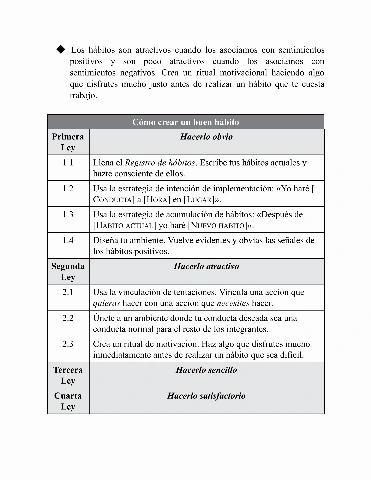 ◆ Los hábitos son atractivos cuando los asociamos con sentimientos
positivos y son poco atractivos cuando los asociamos con
sentimientos negativos. Crea un ritual motivacional haciendo algo
que disfrutes mucho justo antes de realizar un hábito que te cuesta
trabajo.
Cómo crear un buen hábito
Primera Hacerlo obvio
Ley
1.1 Llena el Registro de hábitos. Escribe tus hábitos actuales y
hazte consciente de ellos.
1.2 Usa la estrategia de intención de implementación: «Yo haré [
CONDUCTA] a [HORA] en [LUGAR]».
1.3 Usa la estrategia de acumulación de hábitos: «Después de
[HÁBITO ACTUAL] yo haré [NUEVO HÁBITO]».
1.4 Diseña tu ambiente. Vuelve evidentes y obvias las señales de
los hábitos positivos.
Segunda Hacerlo atractivo
Ley
2.1 Usa la vinculación de tentaciones. Vincula una acción que
quieras hacer con una acción que necesites hacer.
2.2 Únete a un ambiente donde tu conducta deseada sea una
conducta normal para el resto de los integrantes.
2.3 Crea un ritual de motivación. Haz algo que disfrutes mucho
inmediatamente antes de realizar un hábito que sea difícil.
Tercera Hacerlo sencillo
Ley
Cuarta Hacerlo satisfactorio
Ley